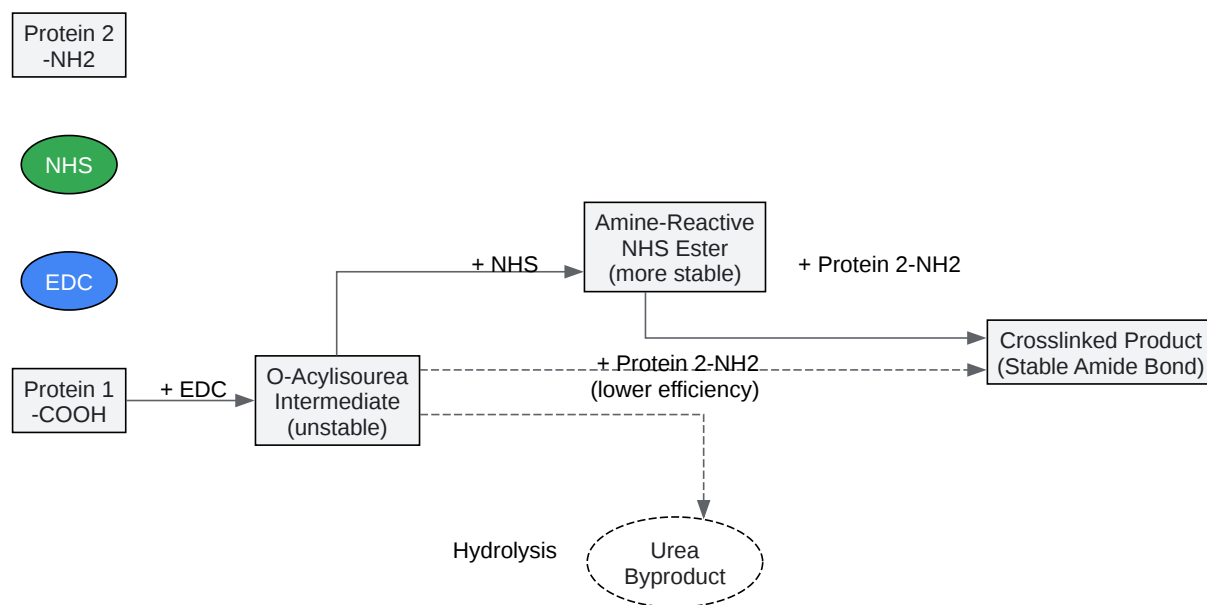 Protein 2
-NH2
NHS
EDC
Protein 1
-COOH
+ EDC
O-Acylisourea
Intermediate
(unstable)
+ NHS
Amine-Reactive
NHS Ester
(more stable)
+ Protein 2-NH2
+ Protein 2-NH2
(lower efficiency)
Crosslinked Product
(Stable Amide Bond)
Hydrolysis
Urea
Byproduct